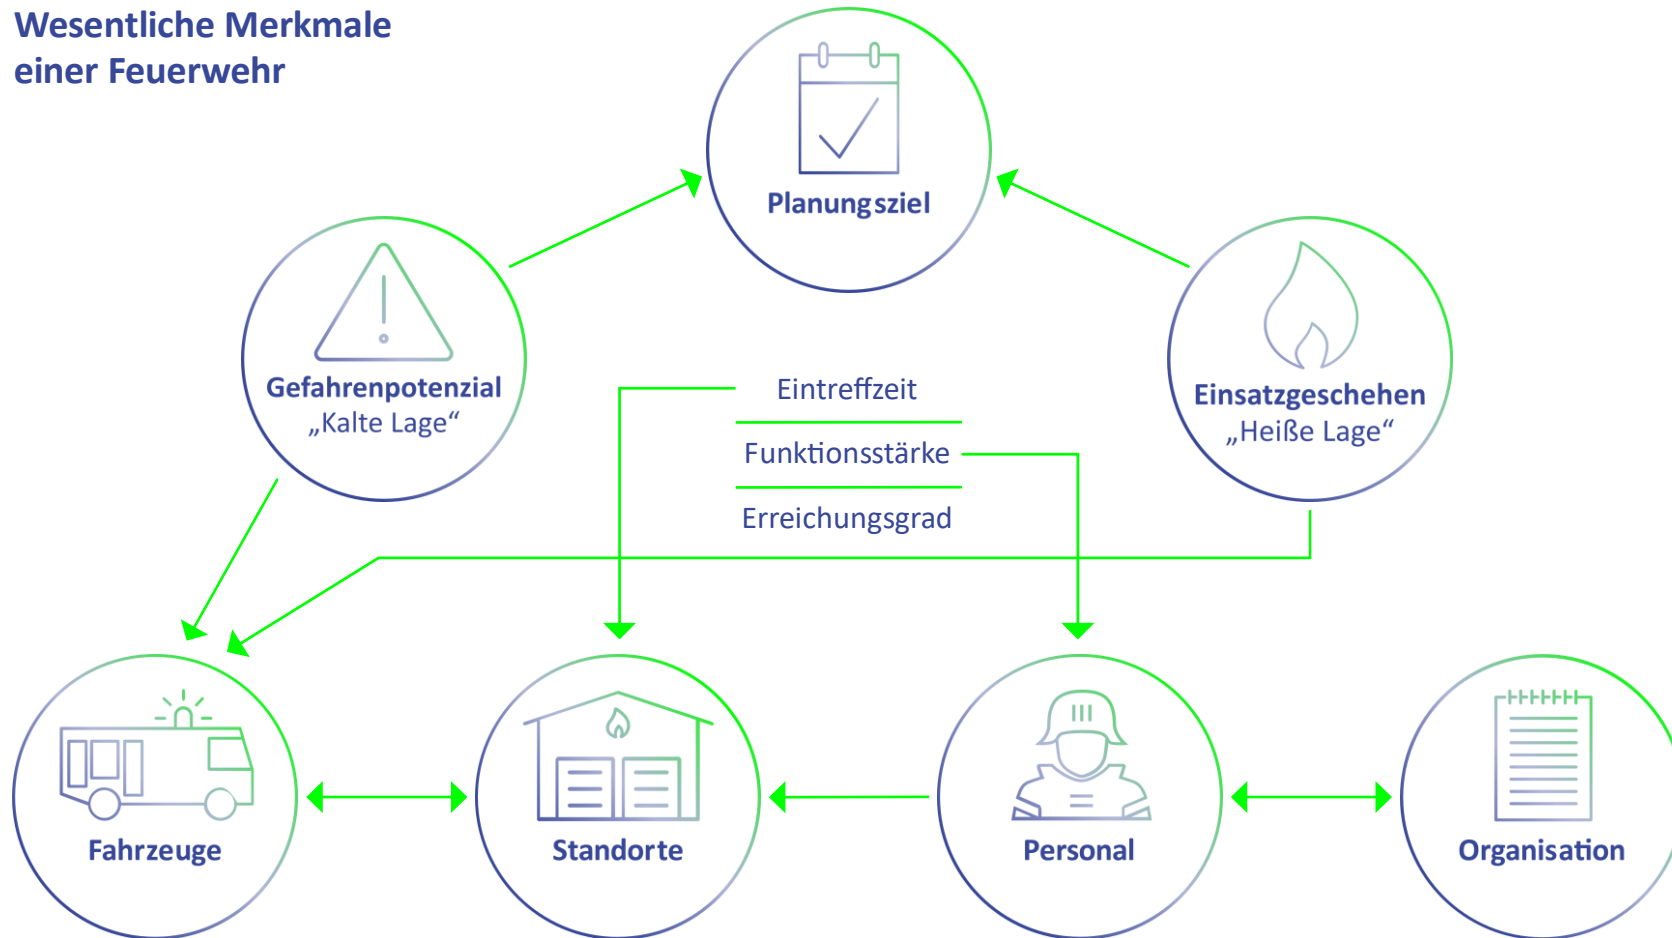 Wesentliche Merkmale
einer Feuerwehr
Planungsziel
Gefahrenpotenzial
„Kalte Lage“
Einsatzgeschehen
„Heiße Lage“
Eintreffzeit
Funktionsstärke
Erreichungsgrad
Fahrzeuge
Standorte
Personal
Organisation